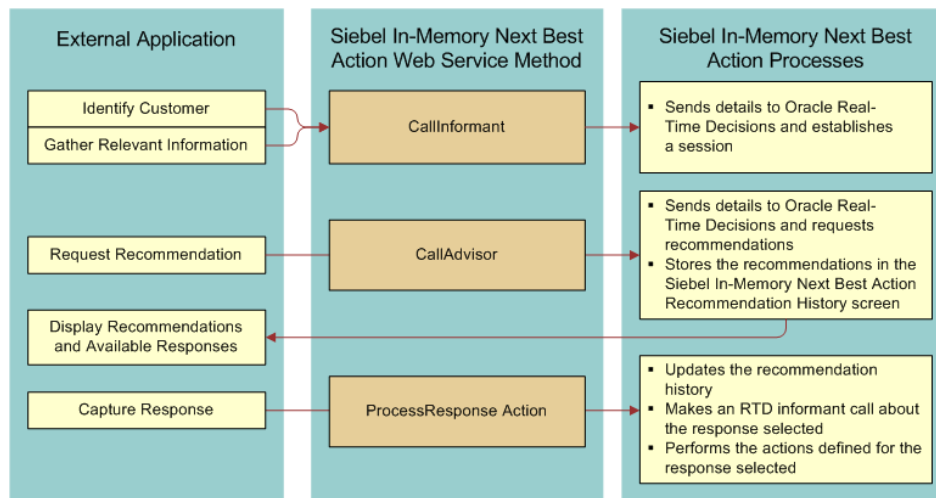 External Application
Siebel In-Memory Next Best
Action Web Service Method
Siebel In-Memory Next Best
Action Processes
Identify Customer
Gather Relevant Information
CallInformant
▪ Sends details to Oracle Real-
Time Decisions and establishes
a session
Request Recommendation
CallAdvisor
▪ Sends details to Oracle Real-
Time Decisions and requests
recommendations
▪ Stores the recommendations in the
Siebel In-Memory Next Best Action
Recommendation History screen
Display Recommendations
and Available Responses
Capture Response
ProcessResponse Action
▪ Updates the recommendation
history
▪ Makes an RTD informant call about
the response selected
▪ Performs the actions defined for the
response selected